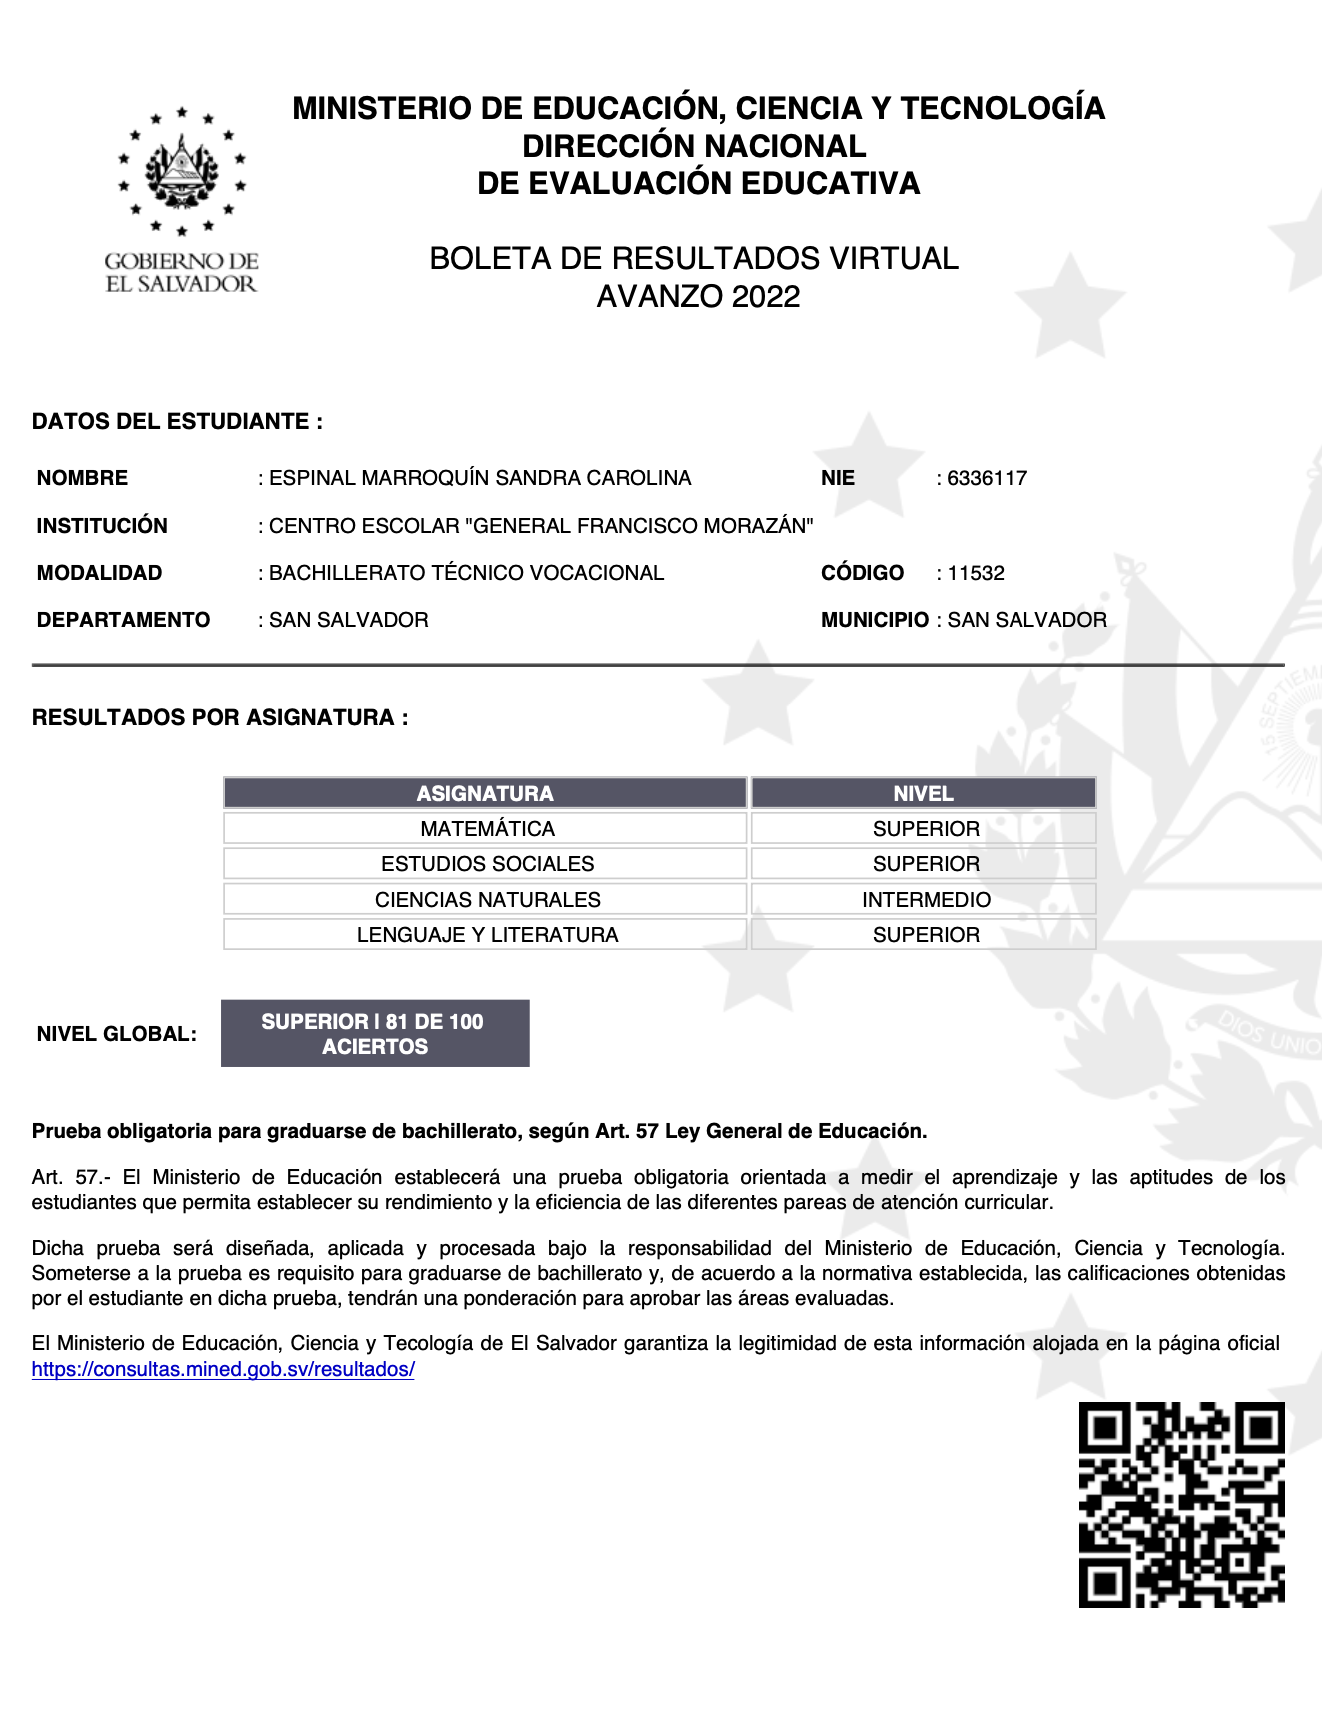 MINISTERIO DE EDUCACIÓN, CIENCIA Y TECNOLOGÍA
DIRECCIÓN NACIONAL
DE EVALUACIÓN EDUCATIVA
GOBIERNO DE
EL SALVADOR
BOLETA DE RESULTADOS VIRTUAL
AVANZO 2022
DATOS DEL ESTUDIANTE :
NOMBRE : ESPINAL MARROQUÍN SANDRA CAROLINA NIE : 6336117
INSTITUCIÓN : CENTRO ESCOLAR "GENERAL FRANCISCO MORAZÁN"
MODALIDAD : BACHILLERATO TÉCNICO VOCACIONAL CÓDIGO : 11532
DEPARTAMENTO : SAN SALVADOR MUNICIPIO : SAN SALVADOR
RESULTADOS POR ASIGNATURA :
15 SEPTIEM
ASIGNATURA NIVEL
MATEMÁTICA SUPERIOR
ESTUDIOS SOCIALES SUPERIOR
CIENCIAS NATURALES INTERMEDIO
LENGUAJE Y LITERATURA SUPERIOR
NIVEL GLOBAL: SUPERIOR | 81 DE 100
ACIERTOS
DIOS UNIO
Prueba obligatoria para graduarse de bachillerato, según Art. 57 Ley General de Educación.
Art. 57.- El Ministerio de Educación establecerá una prueba obligatoria orientada a medir el aprendizaje y las aptitudes de los
estudiantes que permita establecer su rendimiento y la eficiencia de las diferentes pareas de atención curricular.
Dicha prueba será diseñada, aplicada y procesada bajo la responsabilidad del Ministerio de Educación, Ciencia y Tecnología.
Someterse a la prueba es requisito para graduarse de bachillerato y, de acuerdo a la normativa establecida, las calificaciones obtenidas
por el estudiante en dicha prueba, tendrán una ponderación para aprobar las áreas evaluadas.
El Ministerio de Educación, Ciencia y Tecología de El Salvador garantiza la legitimidad de esta información alojada en la página oficial
https://consultas.mined.gob.sv/resultados/